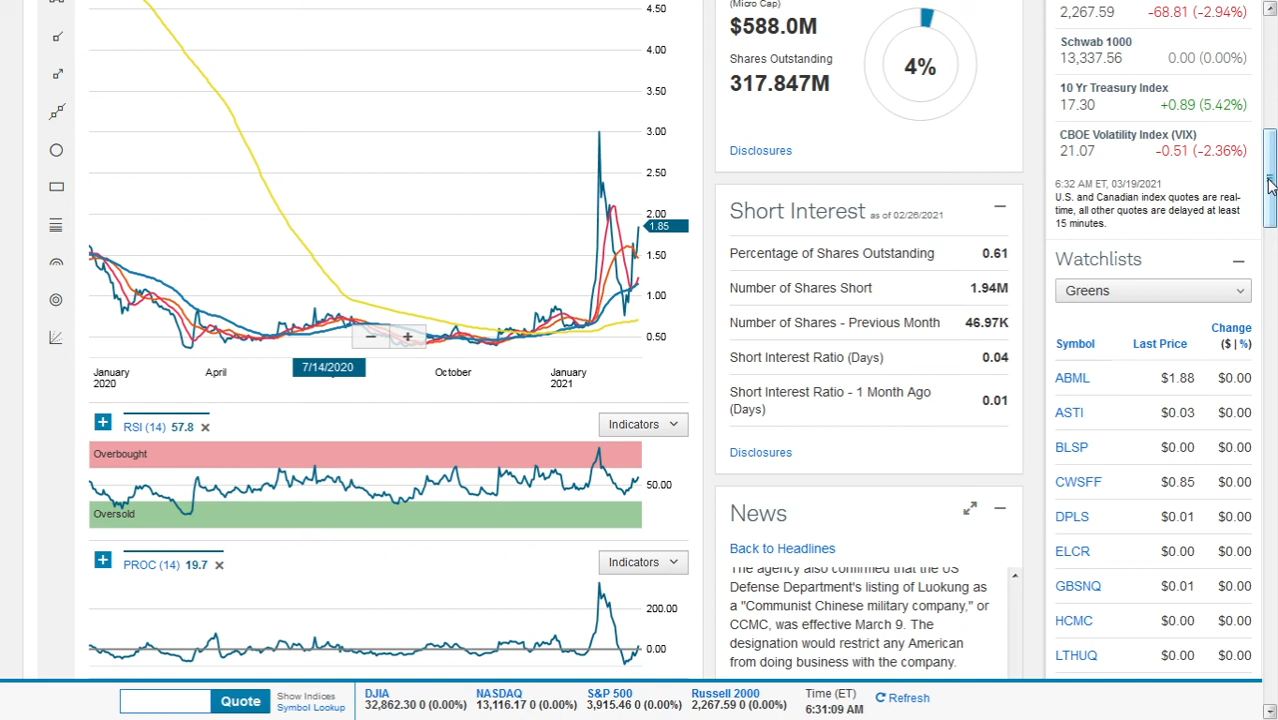 4.50
4.00
3.50
3.00
2.50
2.00
1.85
1.50
1.00
0.50
January
2020
April
7/14/2020
October
January
2021
RSI (14) 57.8
Indicators
Overbought
50.00
Oversold
PROC (14) 19.7
Indicators
200.00
0.00
(Micro Cap)
$588.0M
Shares Outstanding
317.847M
4%
Disclosures
Short Interest as of 02/26/2021
Percentage of Shares Outstanding 0.61
Number of Shares Short 1.94M
Number of Shares - Previous Month 46.97K
Short Interest Ratio (Days) 0.04
Short Interest Ratio - 1 Month Ago
(Days) 0.01
Disclosures
News
Back to Headlines
The agency also confirmed that the US
Defense Department's listing of Luokung as
a "Communist Chinese military company," or
CCMC, was effective March 9. The
designation would restrict any American
from doing business with the company.
2,267.59 -68.81 (-2.94%)
Schwab 1000
13,337.56 0.00 (0.00%)
10 Yr Treasury Index
17.30 +0.89 (5.42%)
CBOE Volatility Index (VIX)
21.07 -0.51 (-2.36%)
6:32 AM ET, 03/19/2021
U.S. and Canadian index quotes are real-
time, all other quotes are delayed at least
15 minutes.
Watchlists
Greens
Symbol Last Price Change
($ | %)
ABML $1.88 $0.00
ASTI $0.03 $0.00
BLSP $0.00 $0.00
CWSFF $0.85 $0.00
DPLS $0.01 $0.00
ELCR $0.00 $0.00
GBSNQ $0.01 $0.00
HCMC $0.00 $0.00
LTHUQ $0.00 $0.00
Quote
Show Indices
Symbol Lookup
DJIA
32,862.30 0 (0.00%)
NASDAQ
13,116.17 0 (0.00%)
S&P 500
3,915.46 0 (0.00%)
Russell 2000
2,267.59 0 (0.00%)
Time (ET)
6:31:09 AM
Refresh